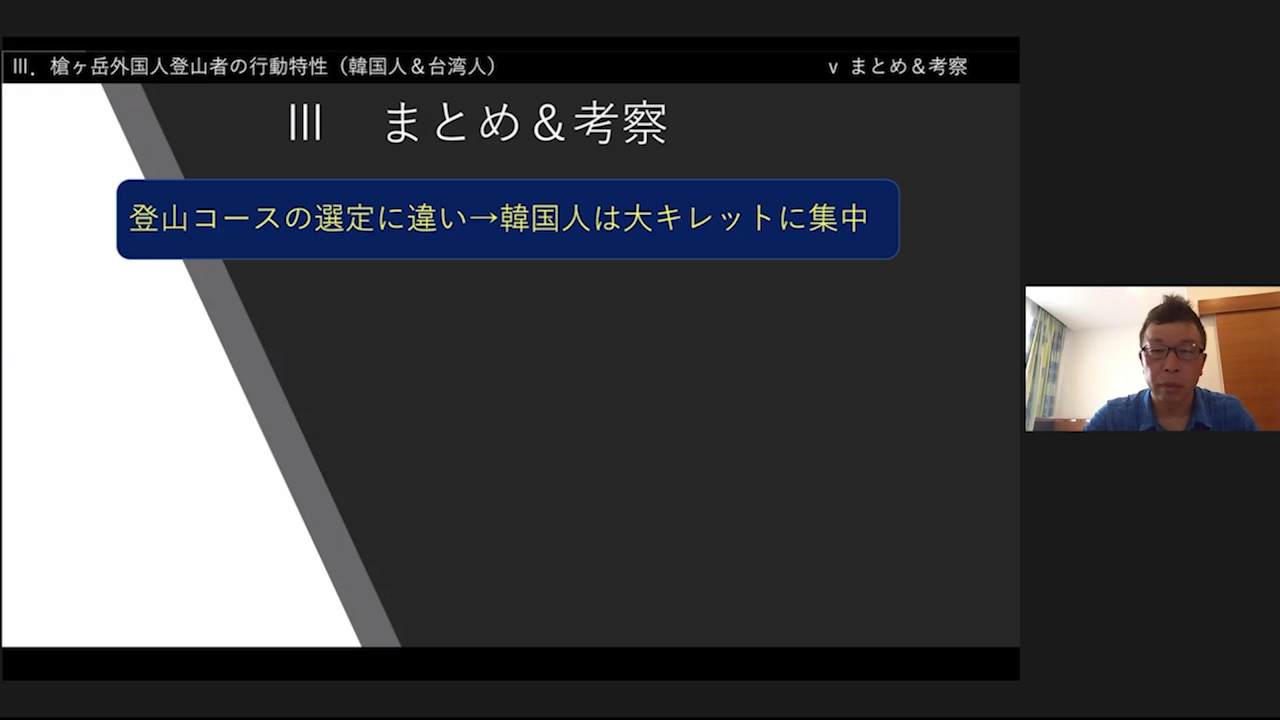 Ⅲ．槍ヶ岳外国人登山者の行動特性（韓国人＆台湾人）
ⅴ まとめ＆考察
Ⅲ　まとめ＆考察
登山コースの選定に違い→韓国人は大キレットに集中